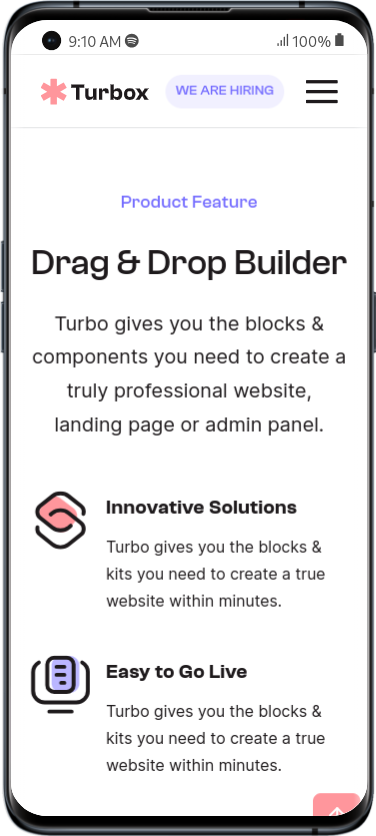 9:10 AM
100%
Turbox
WE ARE HIRING
Product Feature
Drag & Drop Builder
Turbo gives you the blocks &
components you need to create a
truly professional website,
landing page or admin panel.
Innovative Solutions
Turbo gives you the blocks &
kits you need to create a true
website within minutes.
Easy to Go Live
Turbo gives you the blocks &
kits you need to create a true
website within minutes.